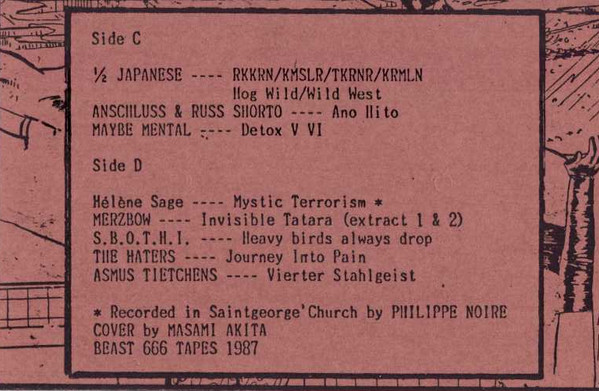 Side C
½ JAPANESE ---- RKKRN/KMSLR/TKRNR/KRMLN
Hog Wild/Wild West
ANSCHLUSS & RUSS SHORTO ---- Ano Hito
MAYBE MENTAL ---- Detox V VI
Side D
Hélène Sage ---- Mystic Terrorism *
MERZBOW ---- Invisible Tatara (extract 1 & 2)
S.B.O.T.H.I. ---- Heavy birds always drop
THE HATERS ---- Journey Into Pain
ASMUS TIETCHENS ---- Vierter Stahlgeist
* Recorded in Saintgeorge'Church by PHILIPPE NOIRE
COVER by MASAMI AKITA
BEAST 666 TAPES 1987